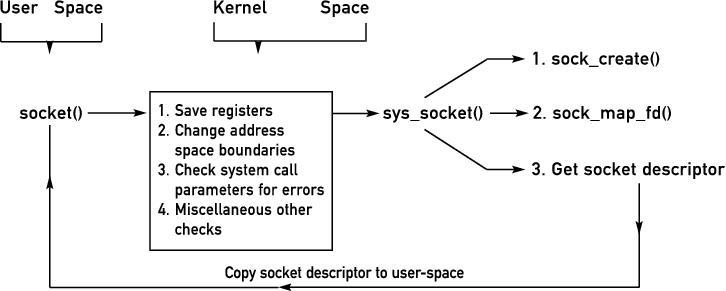 User Space
Kernel Space
socket()
1. Save registers
2. Change address
space boundaries
3. Check system call
parameters for errors
4. Miscellaneous other
checks
sys_socket()
1. sock_create()
2. sock_map_fd()
3. Get socket descriptor
Copy socket descriptor to user-space